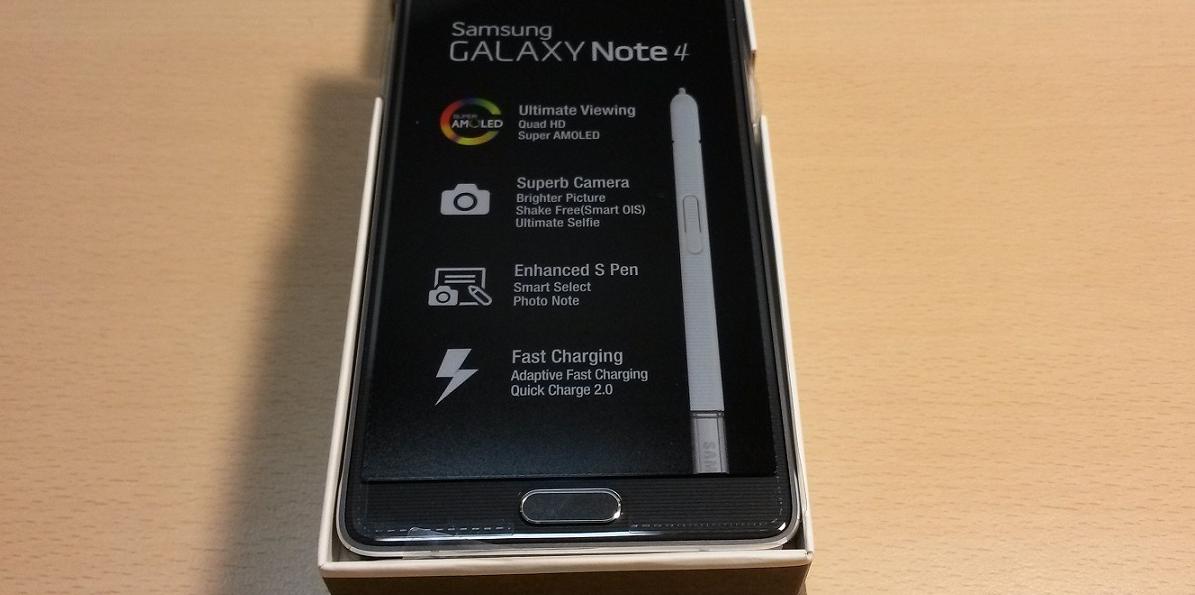 Samsung
GALAXY Note 4
SUPER
AMOLED
Ultimate Viewing
Quad HD
Super AMOLED
Superb Camera
Brighter Picture
Shake Free(Smart OIS)
Ultimate Selfie
Enhanced S Pen
Smart Select
Photo Note
Fast Charging
Adaptive Fast Charging
Quick Charge 2.0
SAM